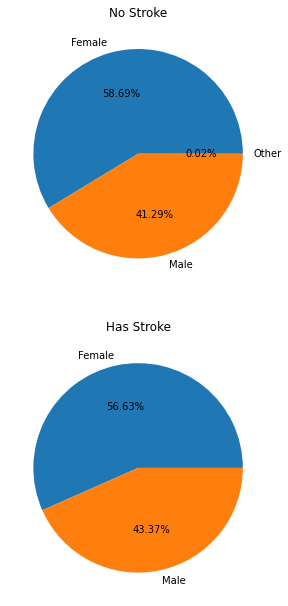 No Stroke
Female
58.69%
0.02%
Other
41.29%
Male
Has Stroke
Female
56.63%
43.37%
Male